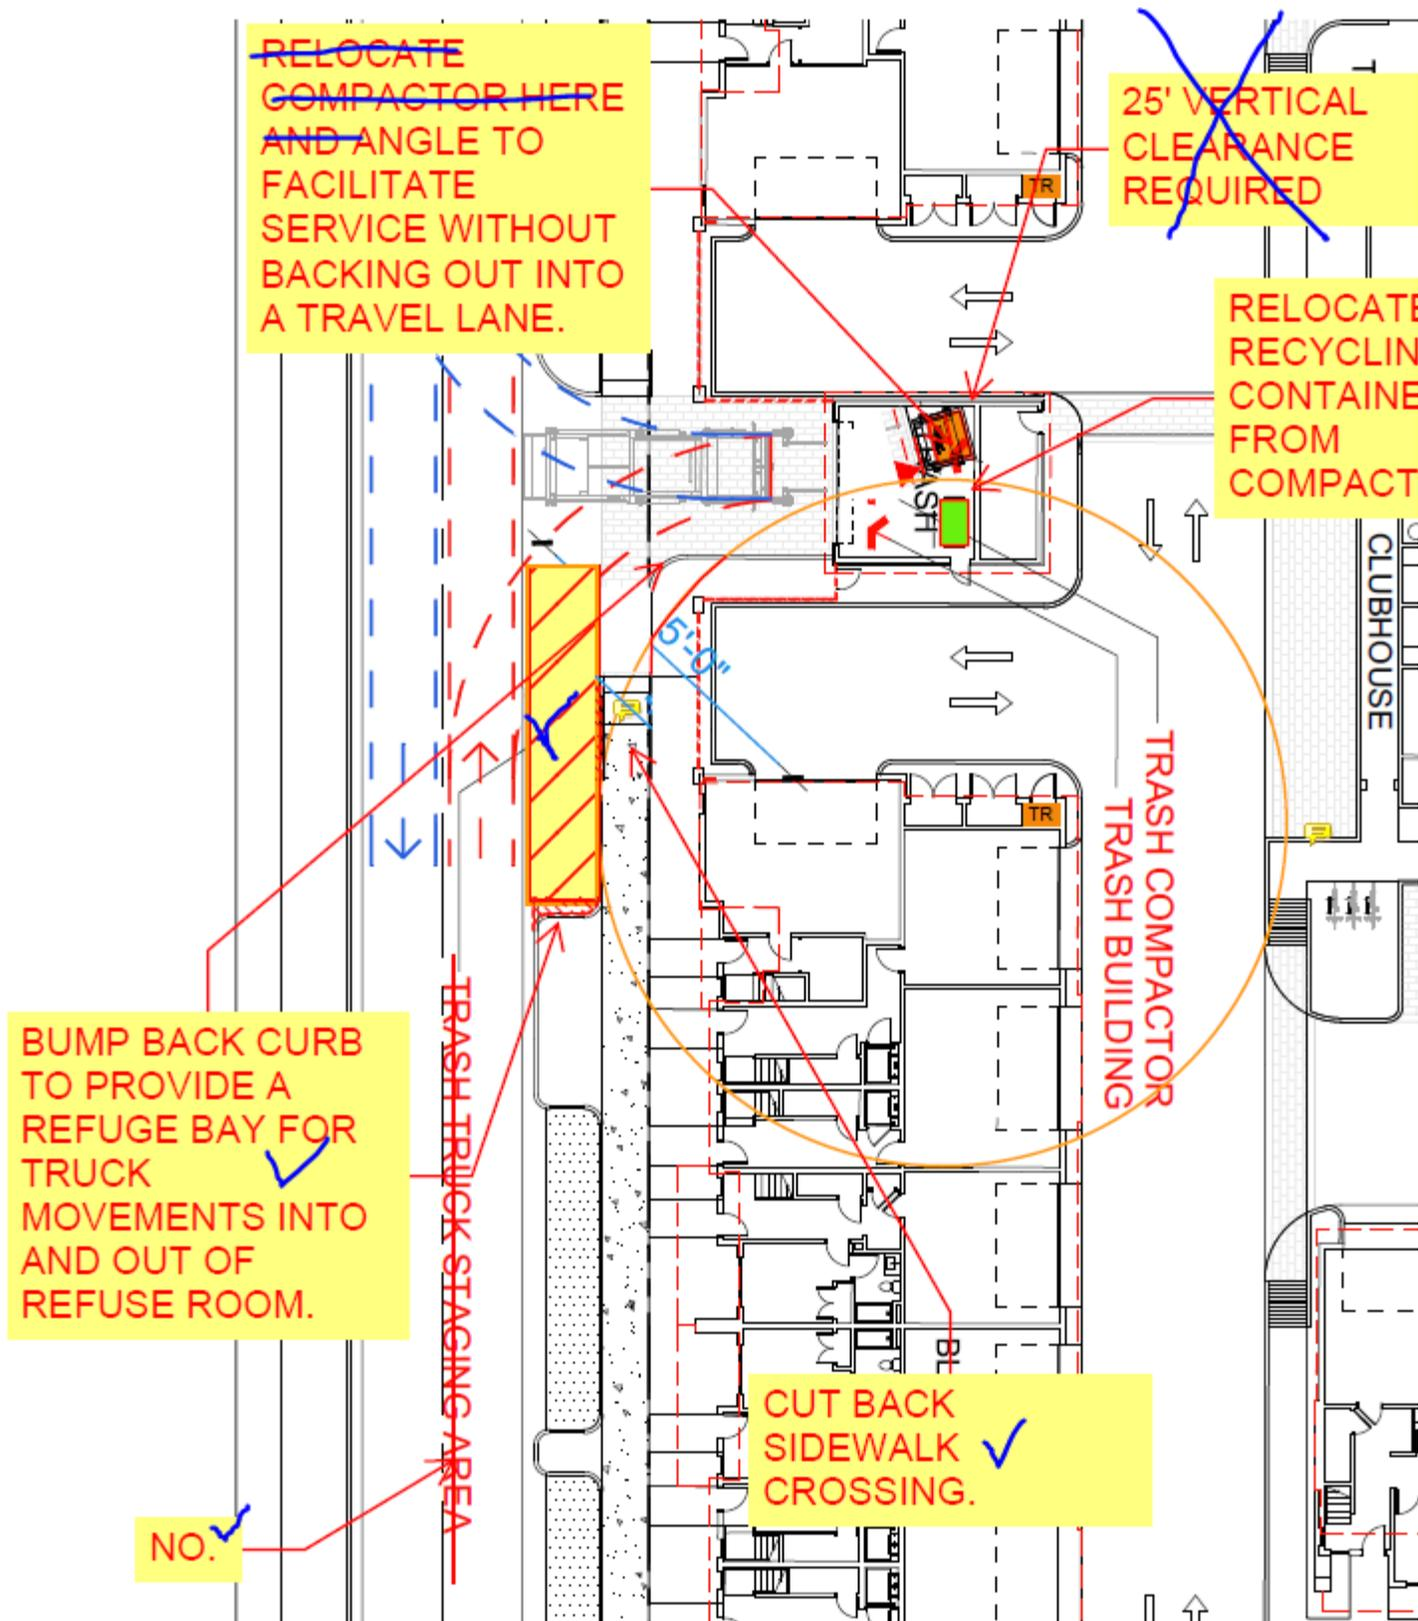 RELOCATE
COMPACTOR HERE
AND ANGLE TO
FACILITATE
SERVICE WITHOUT
BACKING OUT INTO
A TRAVEL LANE.
25' VERTICAL
CLEARANCE
REQUIRED
TR
RELOCATE
RECYCLIN
CONTAINE
FROM
COMPACT
CLUBHOUSE
5'-0"
TR
TRASH COMPACTOR
TRASH BUILDING
TRASH TRUCK STAGING AREA
BUMP BACK CURB
TO PROVIDE A
REFUGE BAY FOR
TRUCK
MOVEMENTS INTO
AND OUT OF
REFUSE ROOM.
BL
CUT BACK
SIDEWALK
CROSSING.
NO.